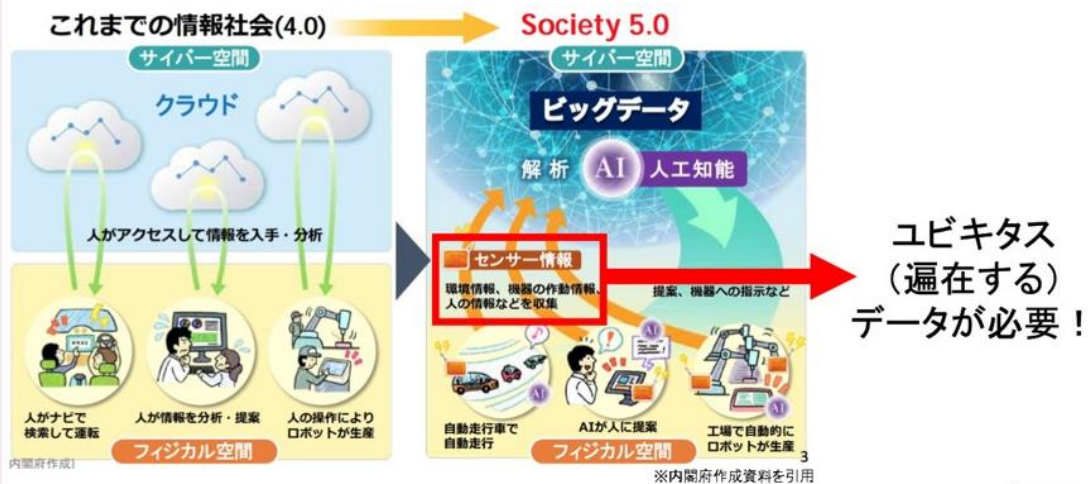 これまでの情報社会(4.0)
Society 5.0
サイバー空間
クラウド
人がアクセスして情報を入手・分析
人がナビで
検索して運転
人が情報を分析・提案
人の操作により
ロボットが生産
フィジカル空間
内閣府作成]
サイバー空間
ビッグデータ
解析 AI 人工知能
センサー情報
環境情報、機器の作動情報、
人の情報などを収集
提案、機器への指示など
AI
AI
AI
自動走行車で
自動走行
AIが人に提案
工場で自動的に
ロボットが生産
フィジカル空間
3
※内閣府作成資料を引用
ユビキタス
（遍在する）
データが必要！